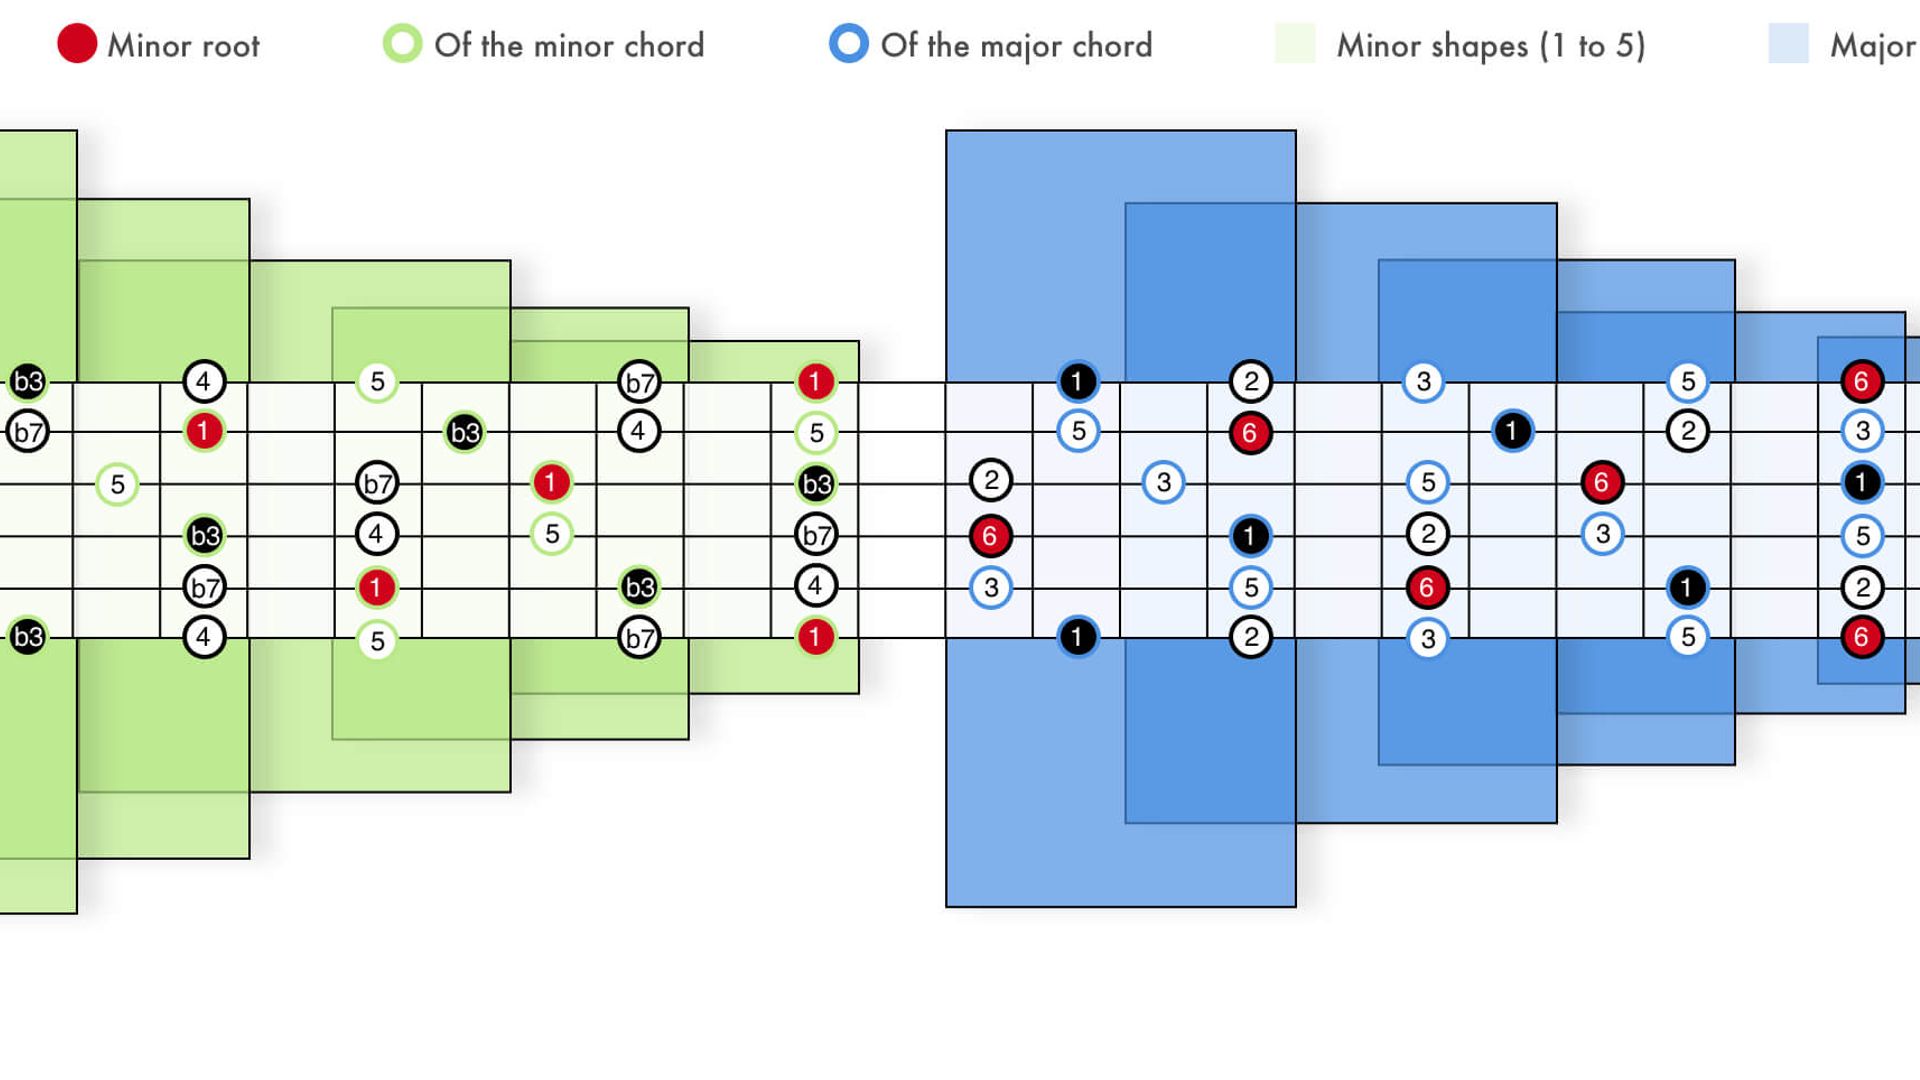 Minor root Of the minor chord Of the major chord Minor shapes (1 to 5) Major
b3 4 5 b7 1 1 2 3 5 6
b7 1 b3 4 5 5 6 1 2 3
5 b7 1 b3 2 3 5 6 1
b3 4 5 b7 6 1 2 3 5
b7 1 b3 4 3 5 6 1 2
b3 4 5 b7 1 1 2 3 5 6